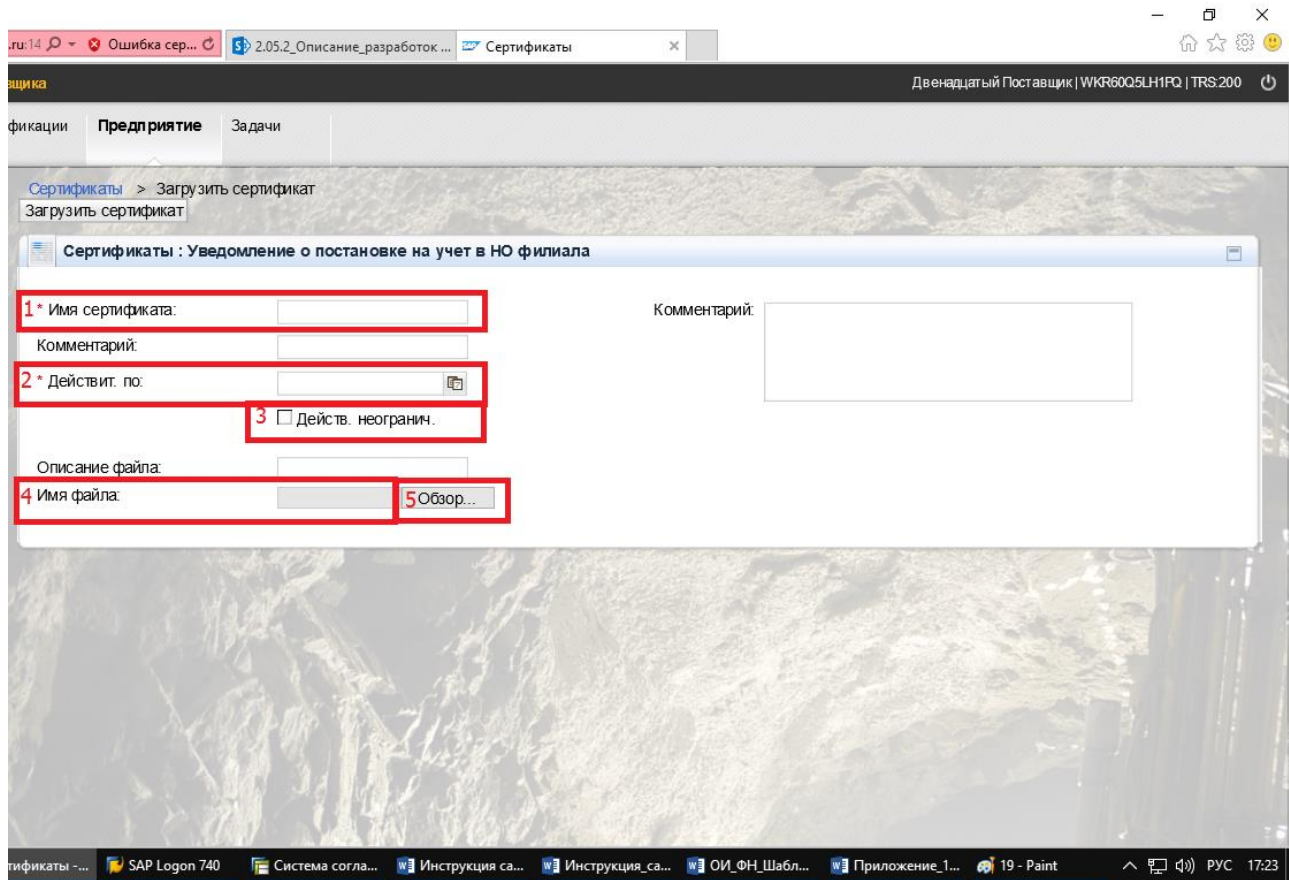 .ru:14 Ошибка сер... 2.05.2_Описание_разработок ... Сертификаты
вщика Двенадцатый Поставщик | WKR60Q5LH1PQ | TRS:200
фикации Предприятие Задачи
Сертификаты > Загрузить сертификат
Загрузить сертификат
Сертификаты : Уведомление о постановке на учет в НО филиала
1 * Имя сертификата: Комментарий:
Комментарий:
2 * Действит. по:
3 Действ. неогранич.
Описание файла:
4 Имя файла: 5 Обзор...
тификаты -... SAP Logon 740 Система согла... Инструкция са... Инструкция_са... ОИ_ФН_Шабл... Приложение_1... 19 - Paint РУС 17:23